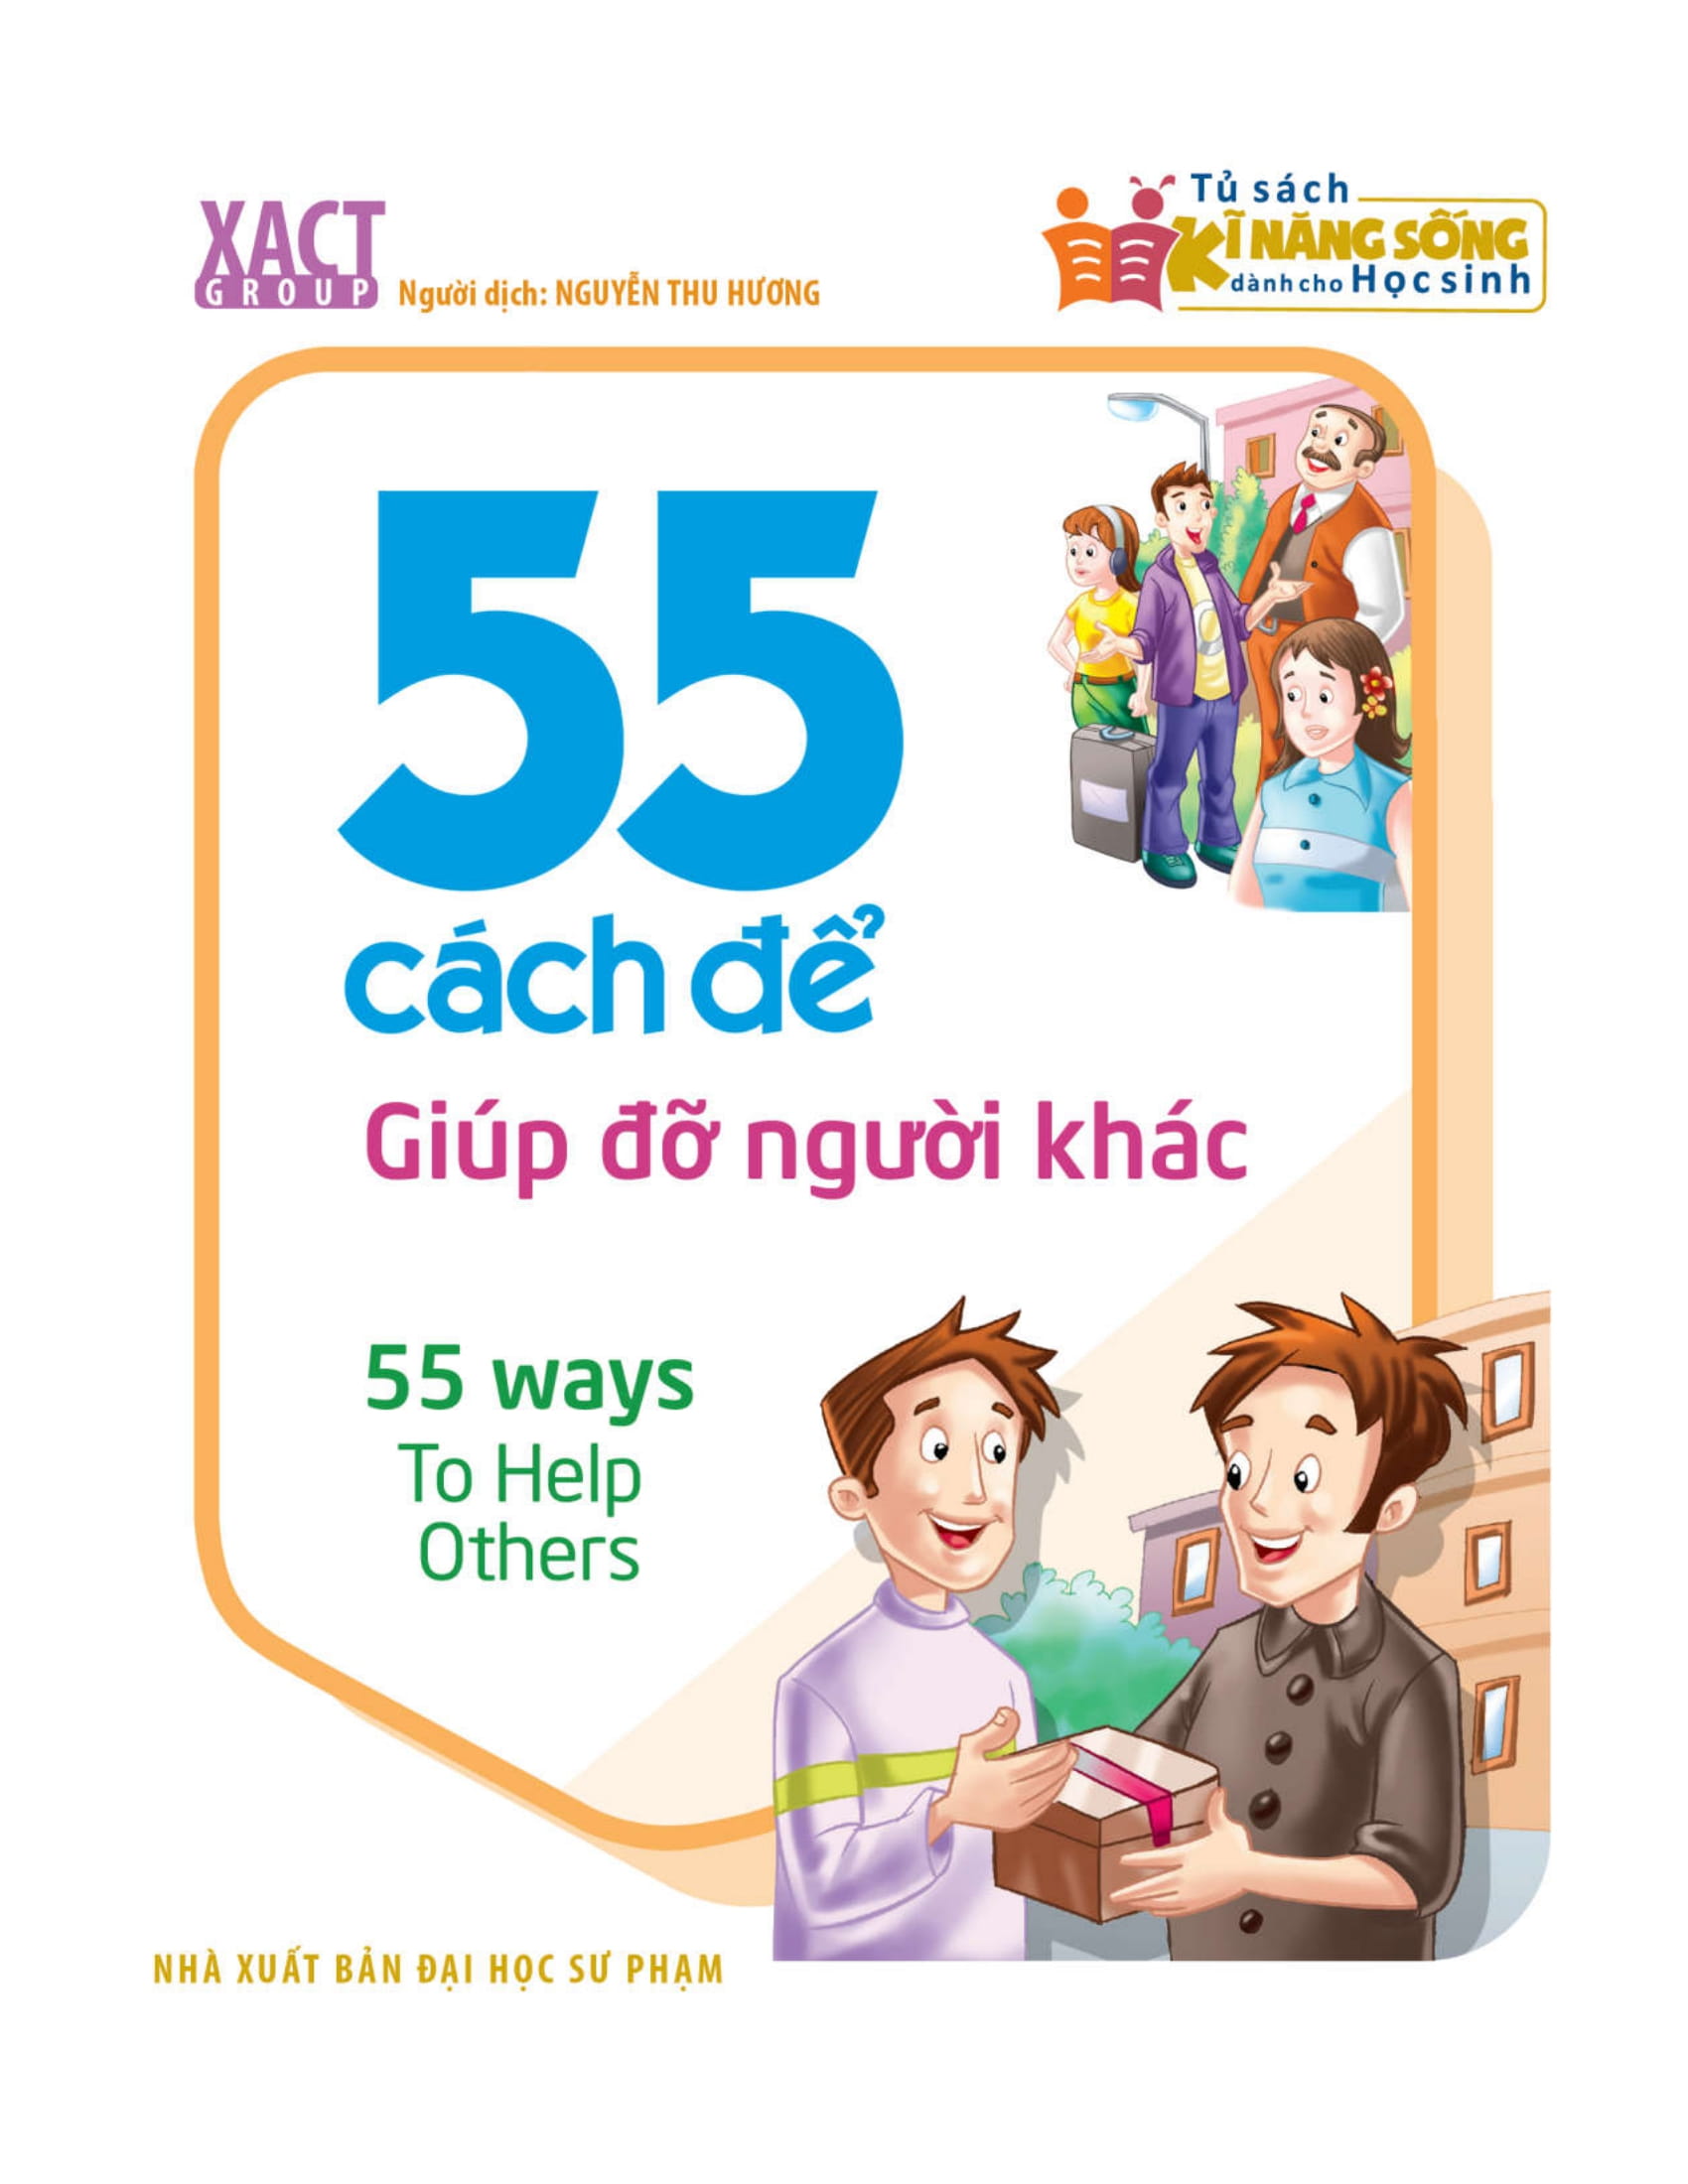 XACT
GROUP
Người dịch: NGUYỄN THU HƯƠNG
Tủ sách
KĨ NĂNG SỐNG
dành cho Học sinh
55
cách để
Giúp đỡ người khác
55 ways
To Help
Others
NHÀ XUẤT BẢN ĐẠI HỌC SƯ PHẠM